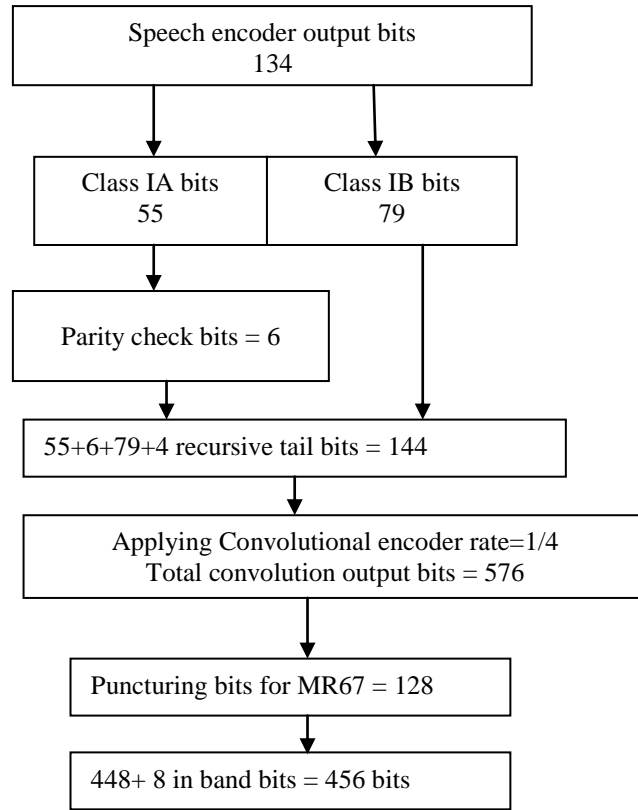 Speech encoder output bits
134
Class IA bits
55
Class IB bits
79
Parity check bits = 6
55+6+79+4 recursive tail bits = 144
Applying Convolutional encoder rate=1/4
Total convolution output bits = 576
Puncturing bits for MR67 = 128
448+ 8 in band bits = 456 bits